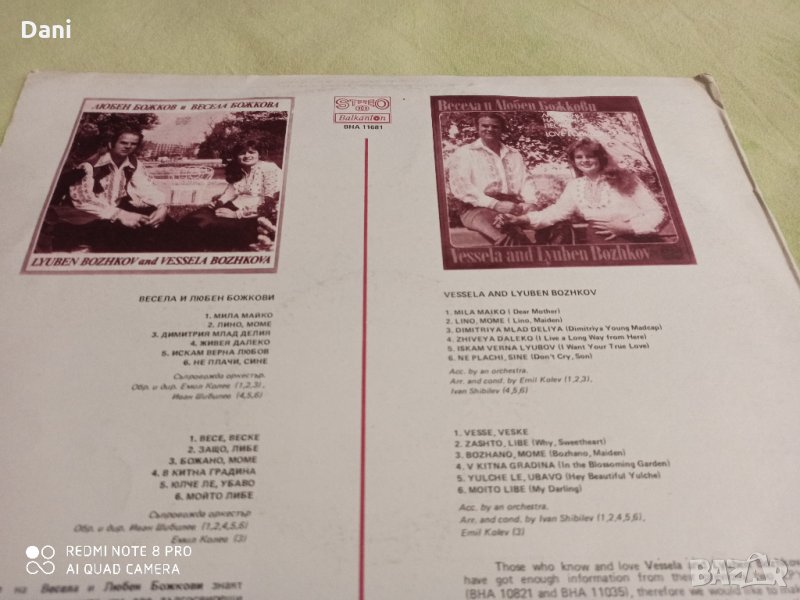 Dani
ЛЮБЕН БОЖКОВ и ВЕСЕЛА БОЖКОВА
LYUBEN BOZHKOV and VESSELA BOZHKOVA
STEREO
Balkanton
BHA 11681
Весела и Любен Божкови
Vessela and Lyuben Bozhkov
ВЕСЕЛА И ЛЮБЕН БОЖКОВИ
1. МИЛА МАЙКО
2. ЛИНО, МОМЕ
3. ДИМИТРИЯ МЛАД ДЕЛИЯ
4. ЖИВЕЯ ДАЛЕКО
5. ИСКАМ ВЕРНА ЛЮБОВ
6. НЕ ПЛАЧИ, СИНЕ
Съпровожда оркестър.
Обр. и дир. Емил Колев (1,2,3),
Иван Шибилев (4,5,6)
1. ВЕСЕ, ВЕСКЕ
2. ЗАЩО, ЛИБЕ
3. БОЖАНО, МОМЕ
4. В КИТНА ГРАДИНА
5. ЮЛЧЕ ЛЕ, УБАВО
6. МОЙТО ЛИБЕ
Съпровожда оркестър
Обр. и дир. Иван Шибилев (1,2,4,5,6)
Емил Колев (3)
VESSELA AND LYUBEN BOZHKOV
1. MILA MAIKO (Dear Mother)
2. LINO, MOME (Lino, Maiden)
3. DIMITRIYA MLAD DELIYA (Dimitriya Young Madcap)
4. ZHIVEYA DALEKO (I Live a Long Way from Here)
5. ISKAM VERNA LYUBOV (I Want Your True Love)
6. NE PLACHI, SINE (Don't Cry, Son)
Acc. by an orchestra.
Arr. and cond. by Emil Kolev (1,2,3),
Ivan Shibilev (4,5,6)
1. VESSE, VESKE
2. ZASHTO, LIBE (Why, Sweetheart)
3. BOZHANO, MOME (Bozhano, Maiden)
4. V KITNA GRADINA (In the Blossoming Garden)
5. YULCHE LE, UBAVO (Hey Beautiful Yulche)
6. MOITO LIBE (My Darling)
Acc. by an orchestra.
Arr. and cond. by Ivan Shibilev (1,2,4,5,6),
Emil Kolev (3)
Those who know and love Vessela
have got enough information from their
(BHA 10821 and BHA 11035), therefore we would like to make
на Весела и Любен Божкови знаят
REDMI NOTE 8 PRO
AI QUAD CAMERA
BAZAR